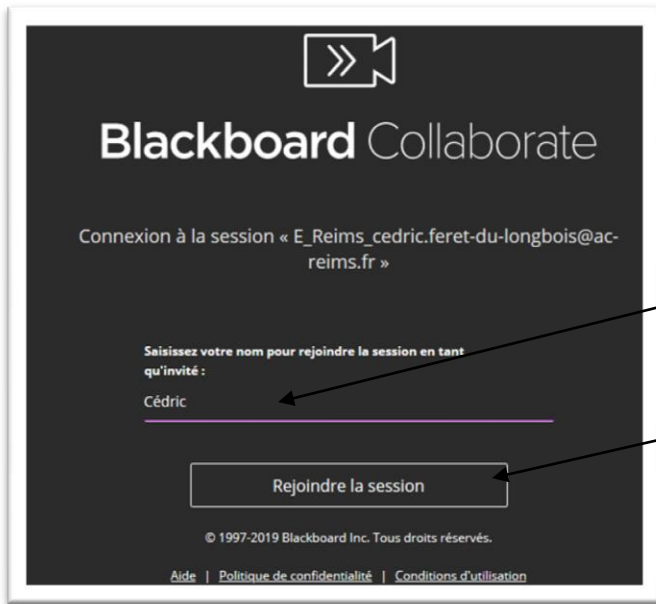 Blackboard Collaborate
Connexion à la session « E_Reims_cedric.feret-du-longbois@ac-
reims.fr »
Saisissez votre nom pour rejoindre la session en tant
qu'invité :
Cédric
Rejoindre la session
© 1997-2019 Blackboard Inc. Tous droits réservés.
Aide | Politique de confidentialité | Conditions d'utilisation